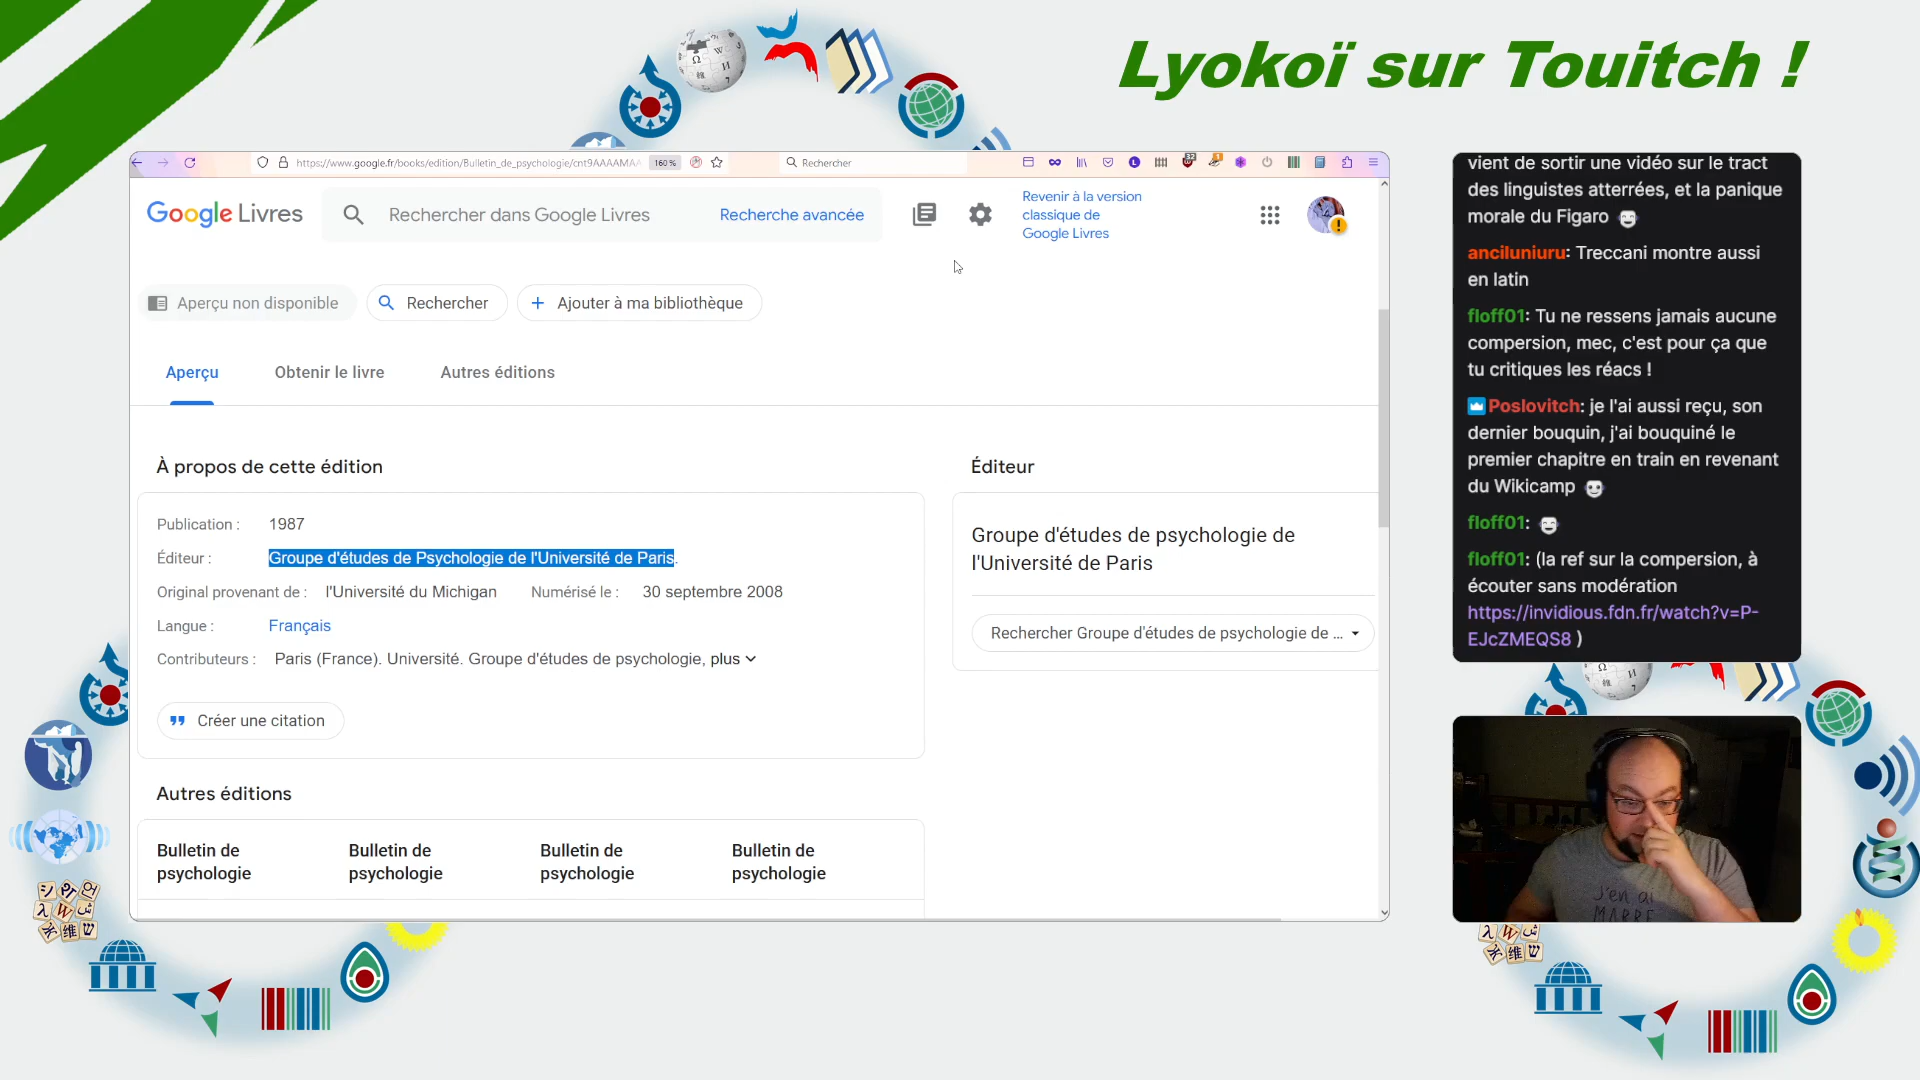 Lyokoï sur Touitch !
https://www.google.fr/books/edition/Bulletin_de_psychologie/cnt9AAAAMAA
160 %
Rechercher
Google Livres
Rechercher dans Google Livres
Recherche avancée
Revenir à la version
classique de
Google Livres
Aperçu non disponible
Rechercher
Ajouter à ma bibliothèque
Aperçu
Obtenir le livre
Autres éditions
À propos de cette édition
Publication : 1987
Éditeur : Groupe d'études de Psychologie de l'Université de Paris.
Original provenant de : l'Université du Michigan Numérisé le : 30 septembre 2008
Langue : Français
Contributeurs : Paris (France). Université. Groupe d'études de psychologie, plus
Créer une citation
Éditeur
Groupe d'études de psychologie de
l'Université de Paris
Rechercher Groupe d'études de psychologie de ...
Autres éditions
Bulletin de
psychologie
Bulletin de
psychologie
Bulletin de
psychologie
Bulletin de
psychologie
vient de sortir une vidéo sur le tract
des linguistes atterrées, et la panique
morale du Figaro
anciluniuru: Treccani montre aussi
en latin
floff01: Tu ne ressens jamais aucune
compersion, mec, c'est pour ça que
tu critiques les réacs !
Poslovitch: je l'ai aussi reçu, son
dernier bouquin, j'ai bouquiné le
premier chapitre en train en revenant
du Wikicamp
floff01:
floff01: (la ref sur la compersion, à
écouter sans modération
https://invidious.fdn.fr/watch?v=P-
EJcZMEQS8 )
J'en ai
MARRE